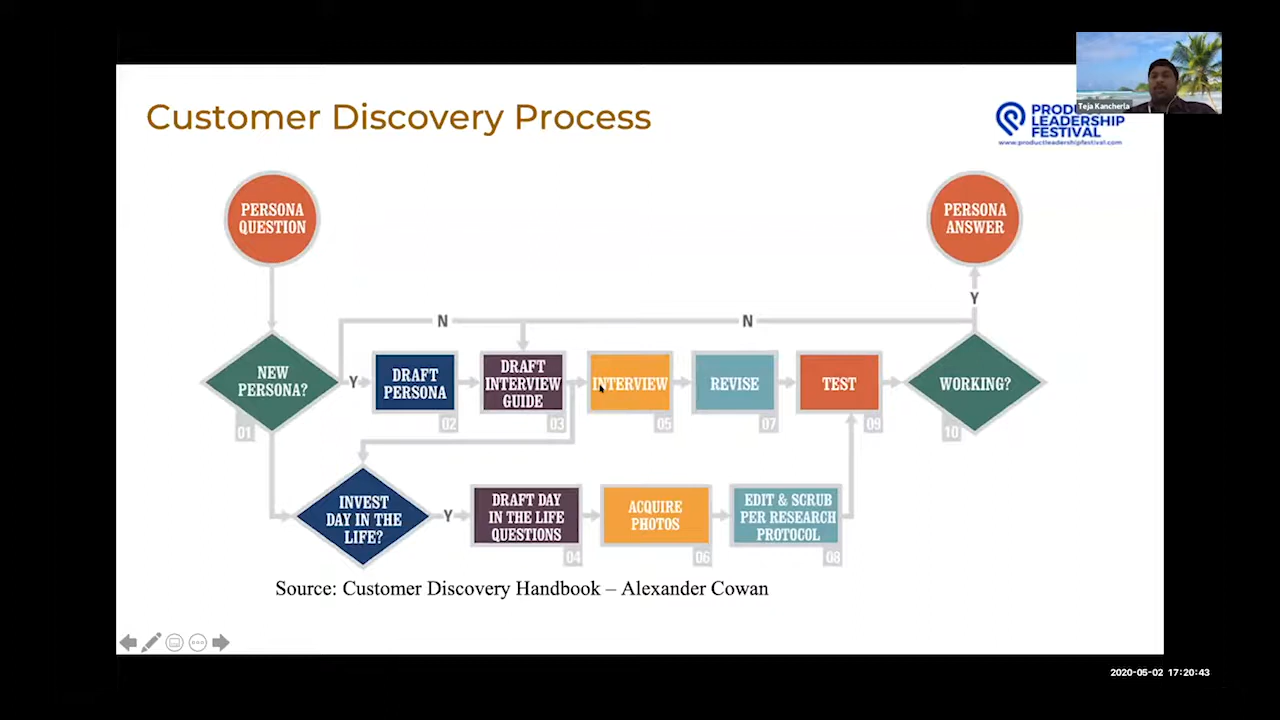 Customer Discovery Process
Teja Kancherla
LEADERSHIP
FESTIVAL
www.productleadershipfestival.com
PERSONA
QUESTION
PERSONA
ANSWER
Y
N
N
NEW
PERSONA?
01
Y
DRAFT
PERSONA
02
DRAFT
INTERVIEW
GUIDE
03
INTERVIEW
05
REVISE
07
TEST
09
WORKING?
10
INVEST
DAY IN THE
LIFE?
Y
DRAFT DAY
IN THE LIFE
QUESTIONS
04
ACQUIRE
PHOTOS
06
EDIT & SCRUB
PER RESEARCH
PROTOCOL
08
Source: Customer Discovery Handbook – Alexander Cowan
2020-05-02 17:20:43